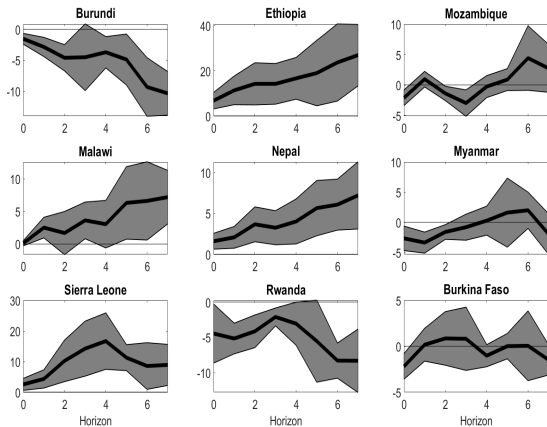 Burundi
Ethiopia
Mozambique
0
-5
-10
0 2 4 6
40
20
0
0 2 4 6
10
5
0
-5
0 2 4 6
Malawi
Nepal
Myanmar
10
5
0
0 2 4 6
10
5
0
0 2 4 6
10
5
0
-5
0 2 4 6
Sierra Leone
Rwanda
Burkina Faso
30
20
10
0
0 2 4 6
Horizon
0
-5
-10
0 2 4 6
Horizon
5
0
-5
0 2 4 6
Horizon